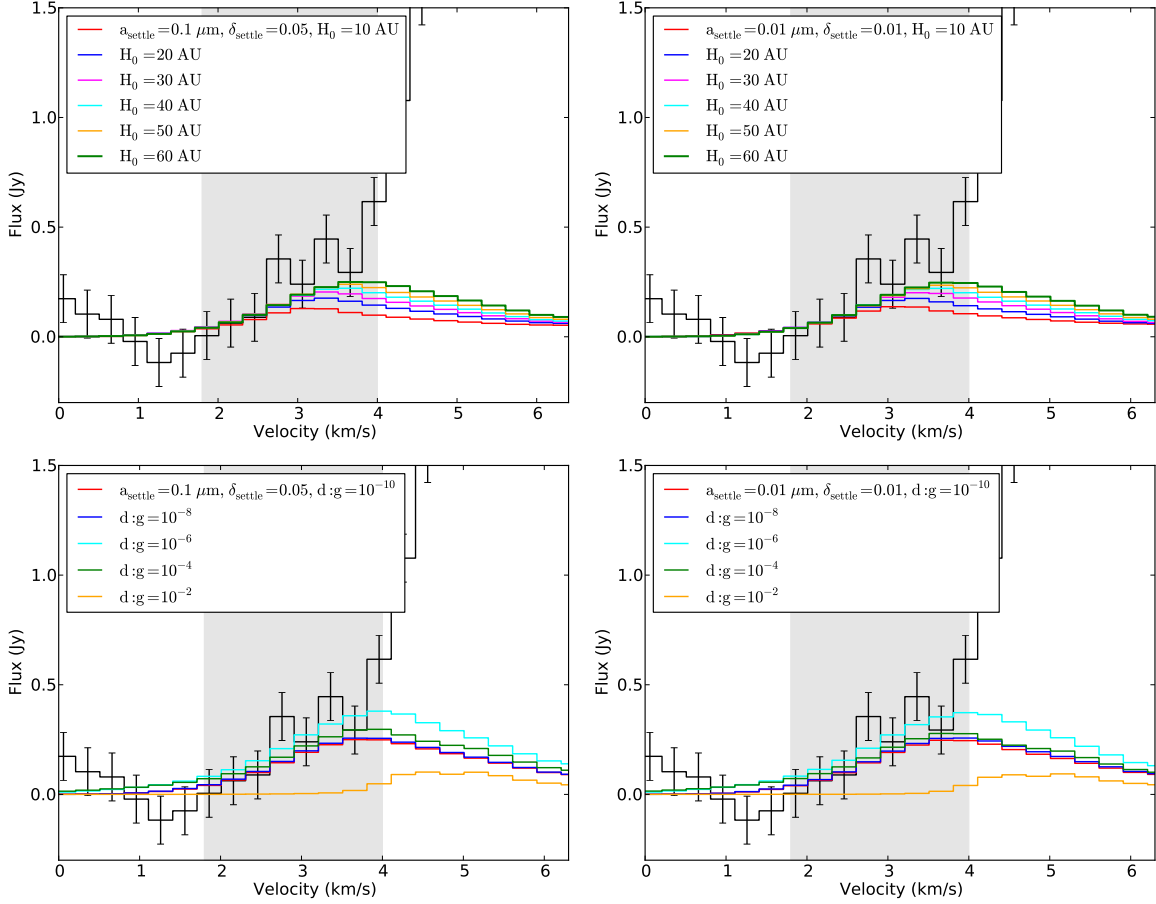 a_settle=0.1 μm, δ_settle=0.05, H_0=10 AU
H_0=20 AU
H_0=30 AU
H_0=40 AU
H_0=50 AU
H_0=60 AU
1.5
1.0
0.5
0.0
Flux (Jy)
0 1 2 3 4 5 6
Velocity (km/s)
a_settle=0.01 μm, δ_settle=0.01, H_0=10 AU
H_0=20 AU
H_0=30 AU
H_0=40 AU
H_0=50 AU
H_0=60 AU
1.5
1.0
0.5
0.0
Flux (Jy)
0 1 2 3 4 5 6
Velocity (km/s)
a_settle=0.1 μm, δ_settle=0.05, d:g=10^-10
d:g=10^-8
d:g=10^-6
d:g=10^-4
d:g=10^-2
1.5
1.0
0.5
0.0
Flux (Jy)
0 1 2 3 4 5 6
Velocity (km/s)
a_settle=0.01 μm, δ_settle=0.01, d:g=10^-10
d:g=10^-8
d:g=10^-6
d:g=10^-4
d:g=10^-2
1.5
1.0
0.5
0.0
Flux (Jy)
0 1 2 3 4 5 6
Velocity (km/s)